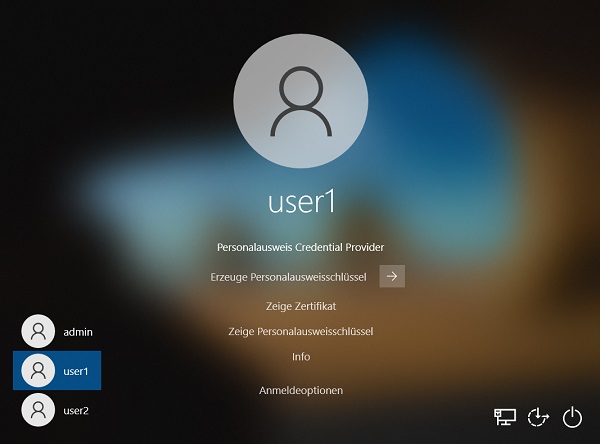 user1
Personalausweis Credential Provider
Erzeuge Personalausweisschlüssel
Zeige Zertifikat
Zeige Personalausweisschlüssel
Info
Anmeldeoptionen
admin
user1
user2